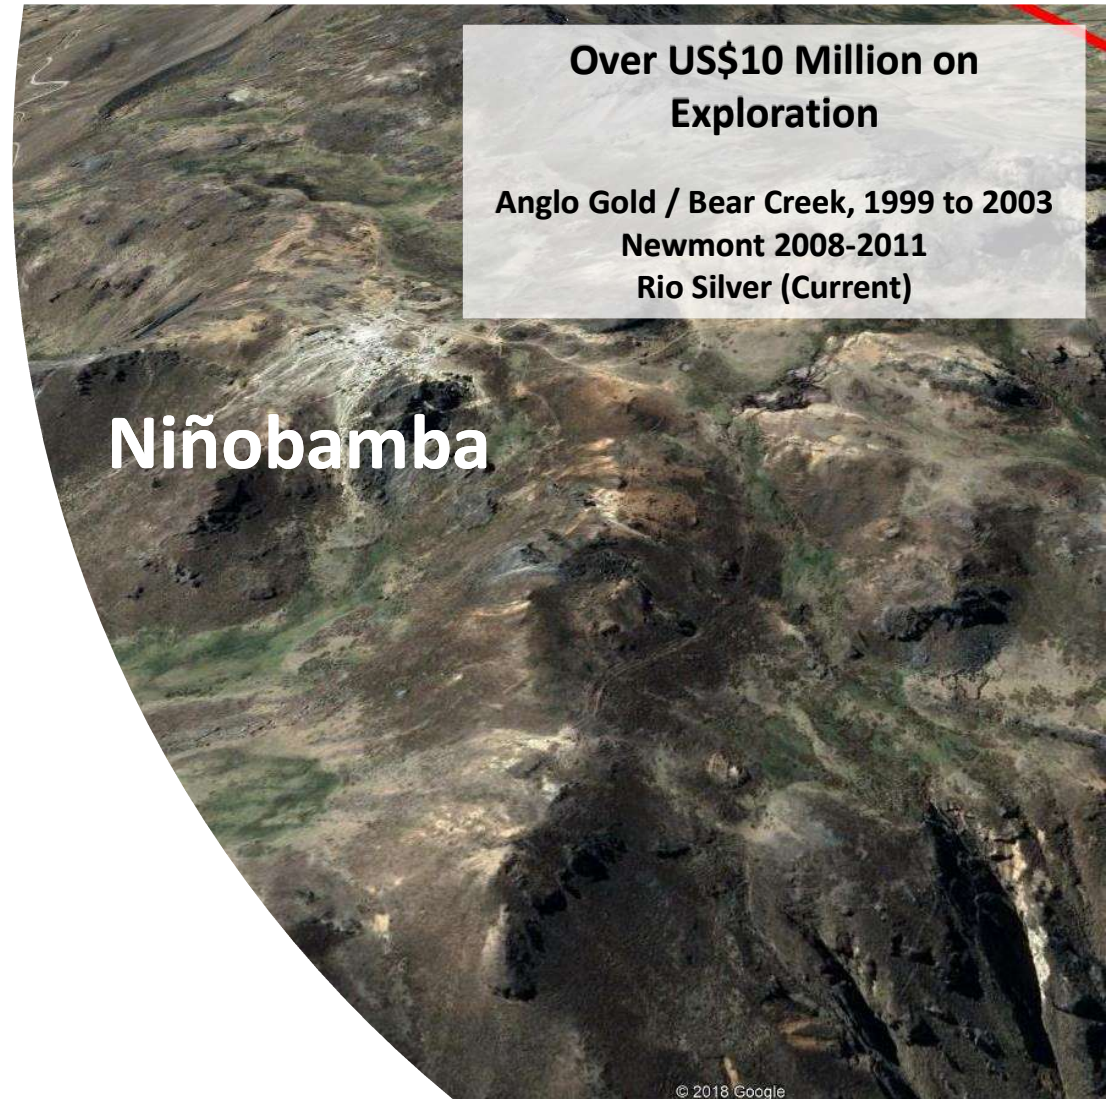 Over US$10 Million on
Exploration
Anglo Gold / Bear Creek, 1999 to 2003
Newmont 2008-2011
Rio Silver (Current)
Niñobamba
© 2018 Google